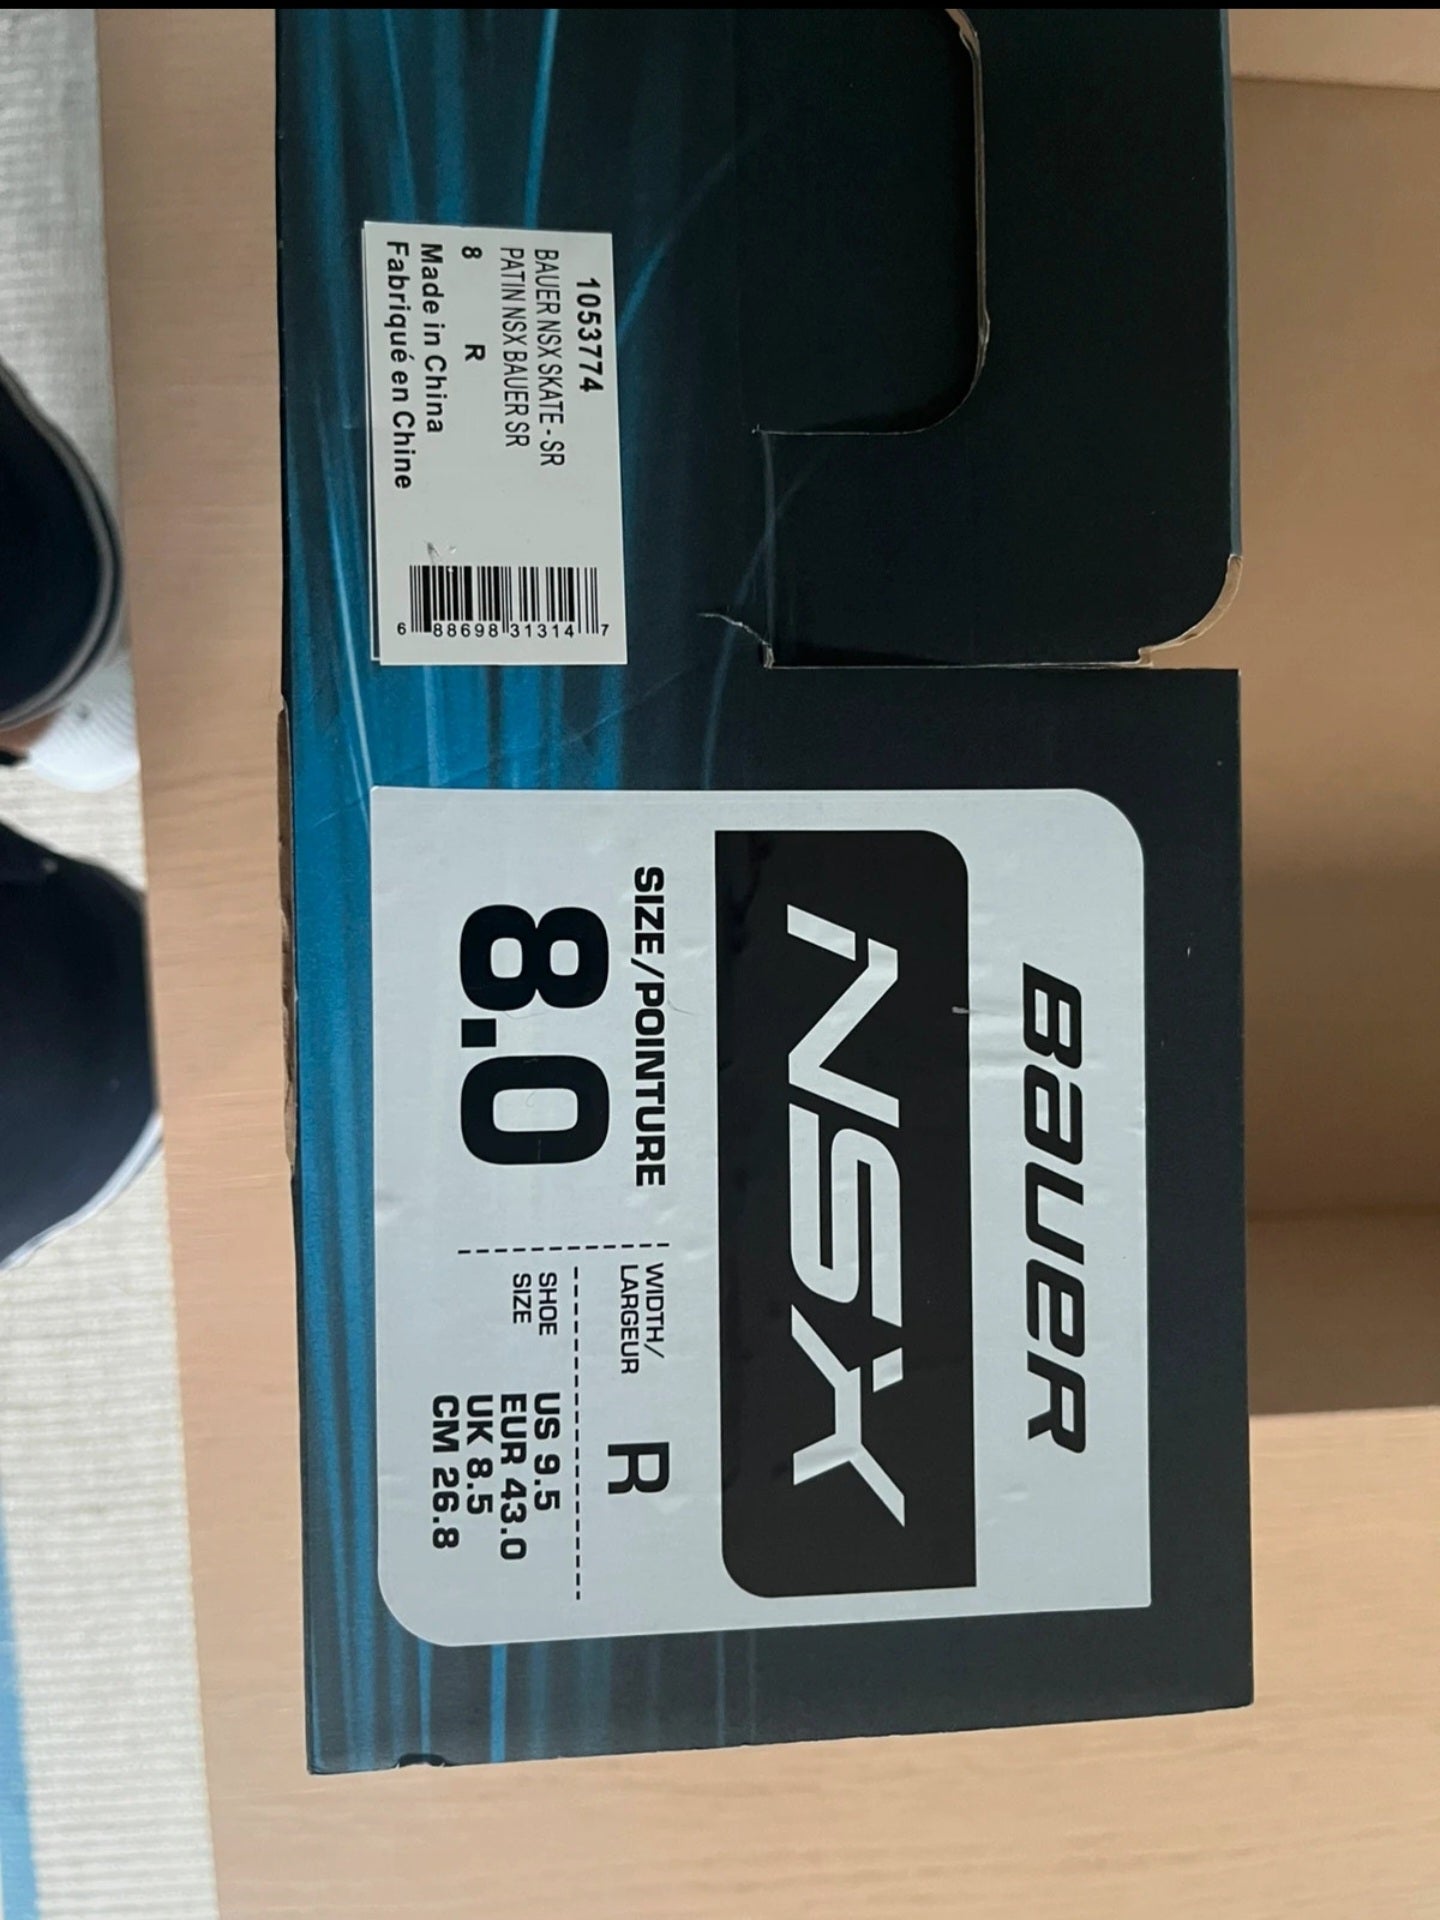 1053774
BAUER NSX SKATE - SR
PATIN NSX BAUER SR
8 R
Made in China
Fabriqué en Chine
6 88698 31314 7
BAUER
NSX
SIZE/POINTURE
8.0
WIDTH/
LARGEUR
R
SHOE
SIZE
US 9.5
EUR 43.0
UK 8.5
CM 26.8